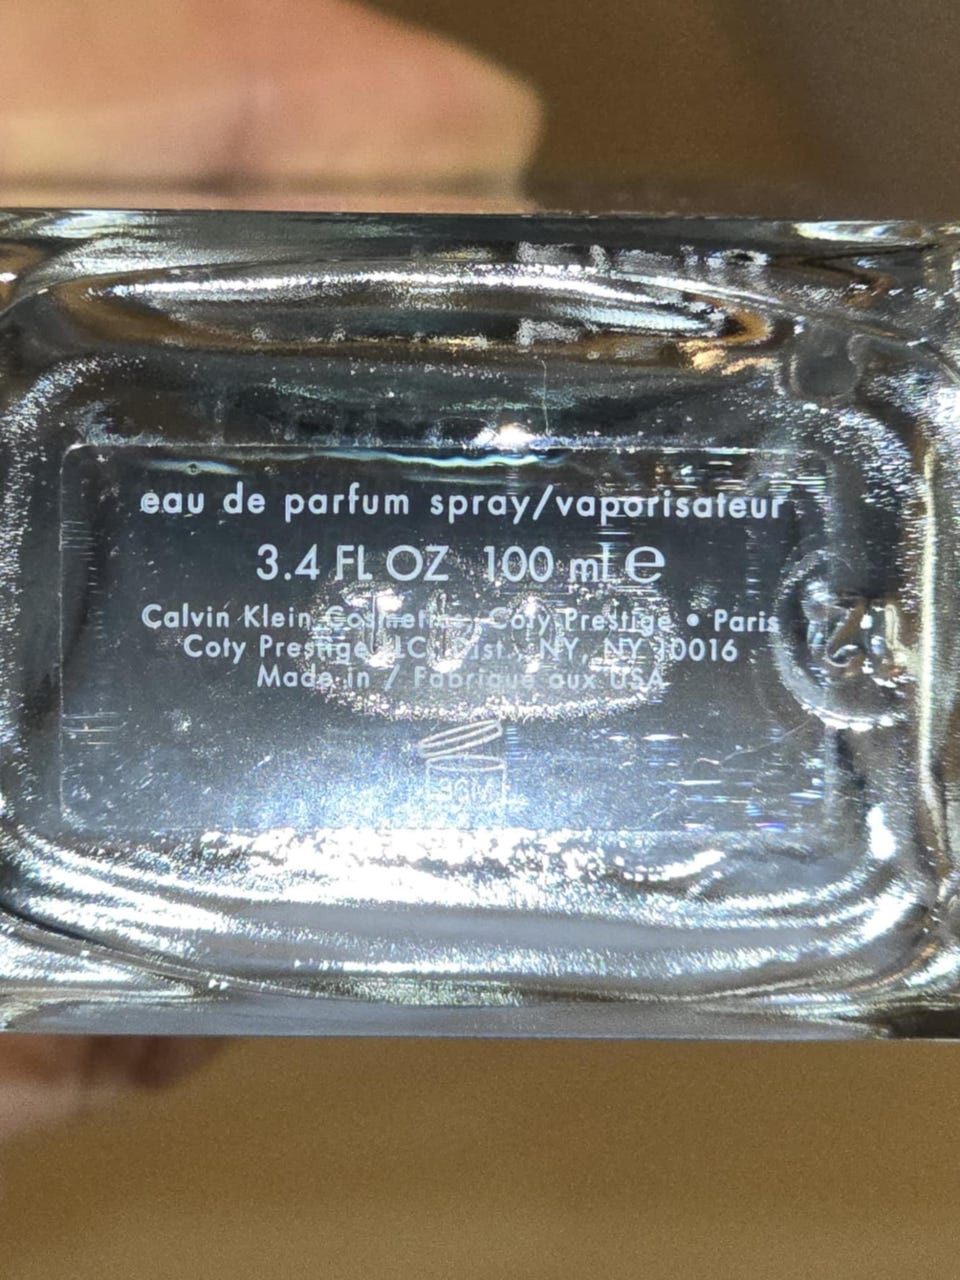 eau de parfum spray/vaporisateur
3.4 FL OZ 100 mL e
Calvin Klein Cosmetics, Coty Prestige • Paris
Coty Prestige LLC, Dist., NY, NY 10016
Made in / Fabriqué aux USA